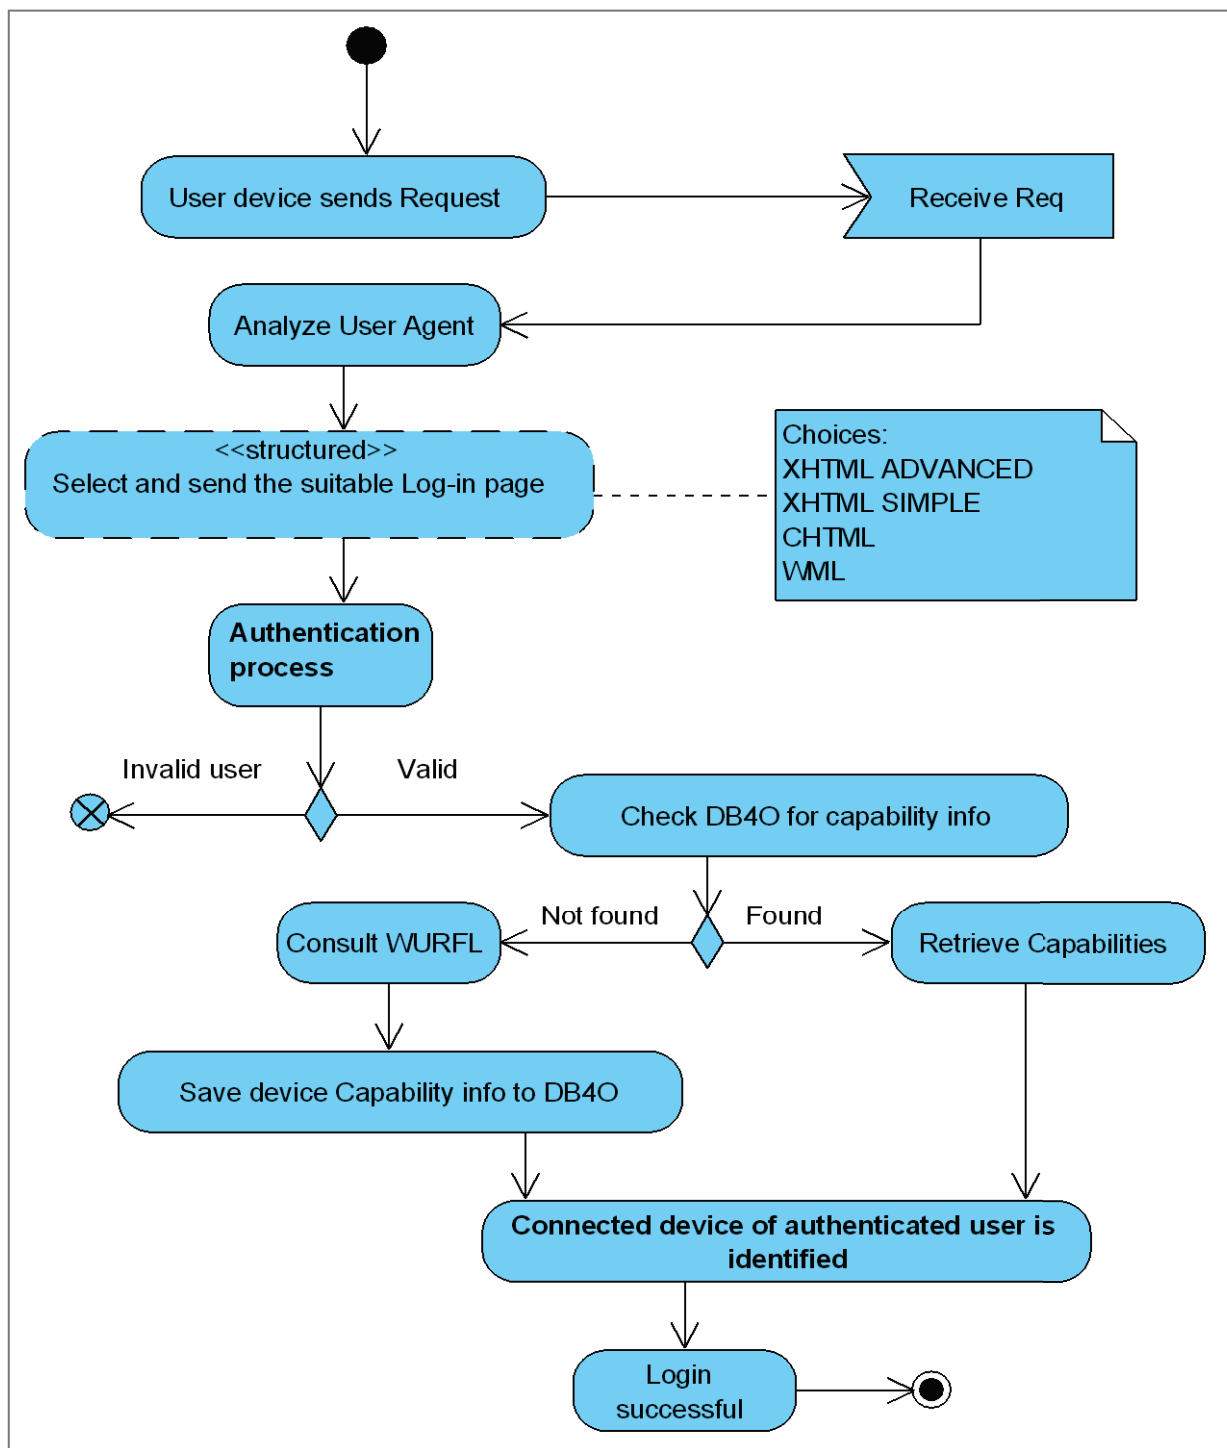 User device sends Request
Receive Req
Analyze User Agent
<<structured>>
Select and send the suitable Log-in page
Choices:
XHTML ADVANCED
XHTML SIMPLE
CHTML
WML
Authentication
process
Invalid user
Valid
Check DB4O for capability info
Not found
Found
Consult WURFL
Retrieve Capabilities
Save device Capability info to DB4O
Connected device of authenticated user is
identified
Login
successful